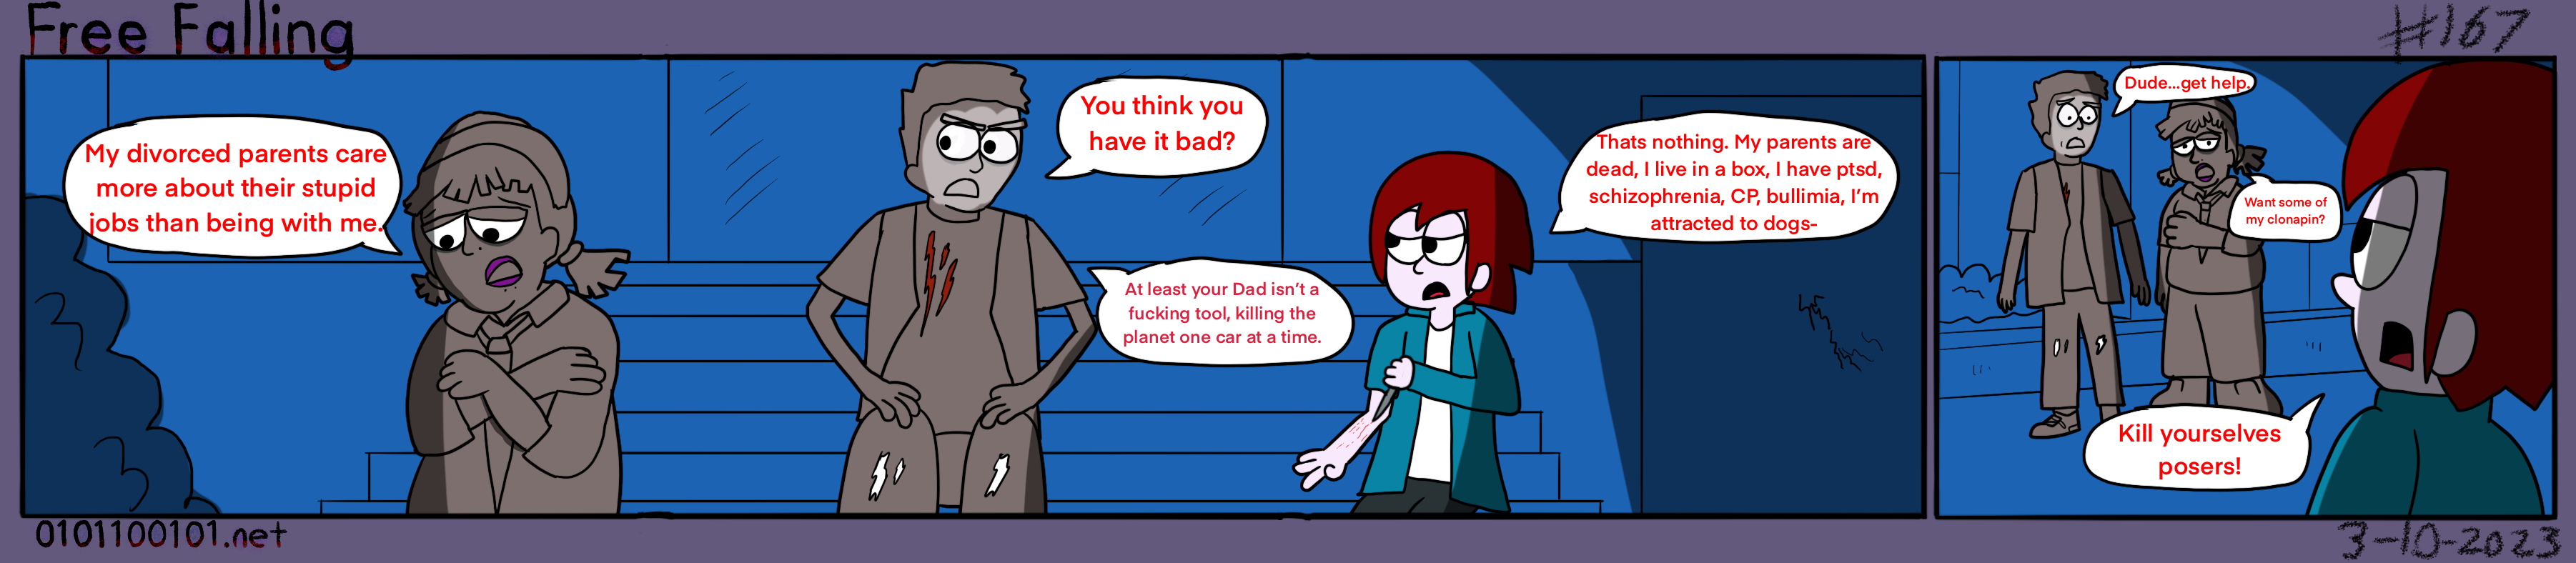 Free Falling
#167
My divorced parents care
more about their stupid
jobs than being with me.
You think you
have it bad?
At least your Dad isn't a
fucking tool, killing the
planet one car at a time.
Thats nothing. My parents are
dead, I live in a box, I have ptsd,
schizophrenia, CP, bullimia, I'm
attracted to dogs-
Dude...get help.
Want some of
my clonapin?
Kill yourselves
posers!
0101100101.net
3-10-2023